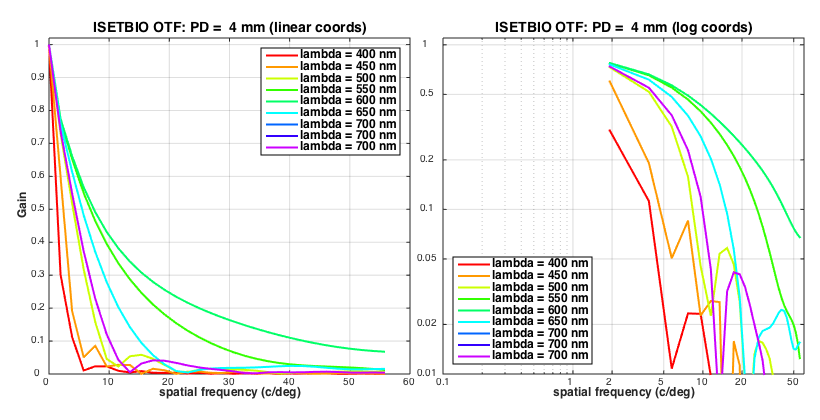 ISETBIO OTF: PD = 4 mm (linear coords)
1
0.9
0.8
0.7
0.6
0.5
0.4
0.3
0.2
0.1
0
Gain
lambda = 400 nm
lambda = 450 nm
lambda = 500 nm
lambda = 550 nm
lambda = 600 nm
lambda = 650 nm
lambda = 700 nm
lambda = 700 nm
lambda = 700 nm
0 10 20 30 40 50 60
spatial frequency (c/deg)
ISETBIO OTF: PD = 4 mm (log coords)
1
0.5
0.2
0.1
0.05
0.02
0.01
lambda = 400 nm
lambda = 450 nm
lambda = 500 nm
lambda = 550 nm
lambda = 600 nm
lambda = 650 nm
lambda = 700 nm
lambda = 700 nm
lambda = 700 nm
0.1 1 2 5 10 20 50
spatial frequency (c/deg)